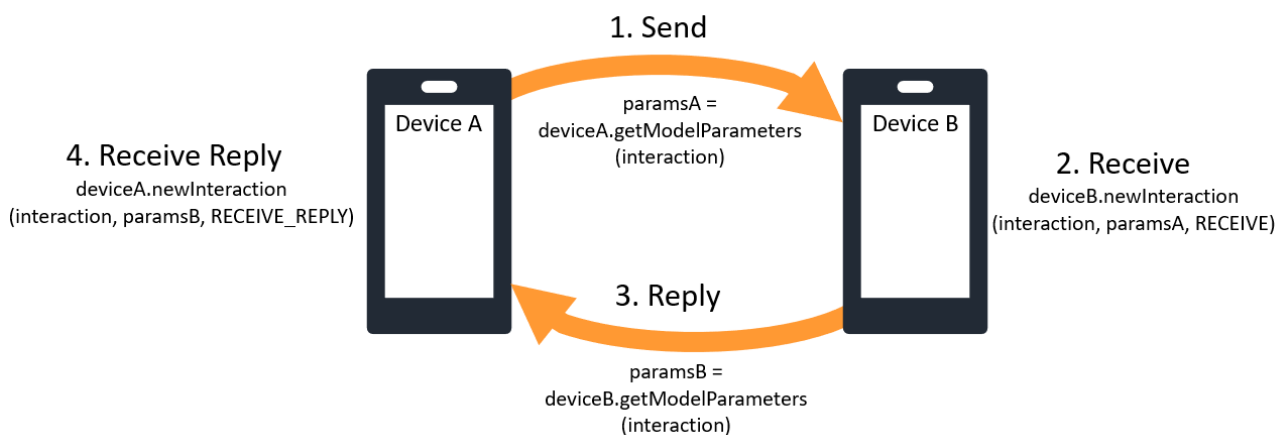 1. Send
paramsA =
deviceA.getModelParameters
(interaction)
Device A
Device B
4. Receive Reply
deviceA.newInteraction
(interaction, paramsB, RECEIVE_REPLY)
2. Receive
deviceB.newInteraction
(interaction, paramsA, RECEIVE)
3. Reply
paramsB =
deviceB.getModelParameters
(interaction)